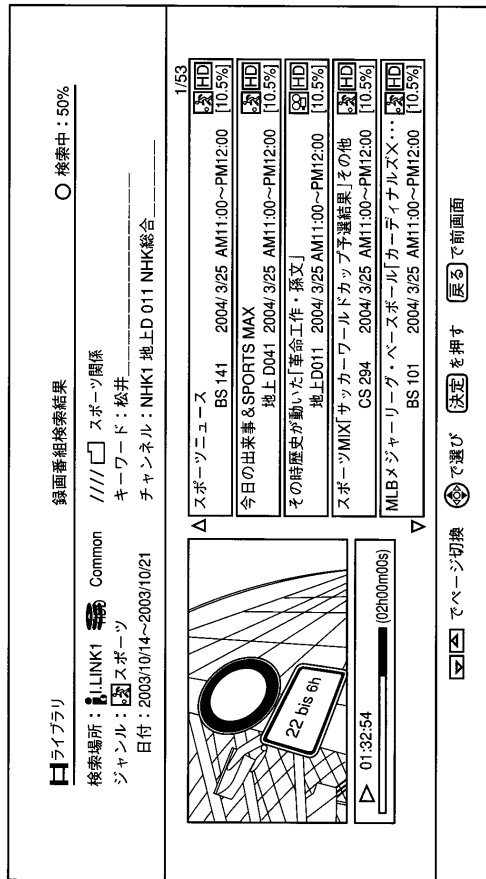 ライブラリ 録画番組検索結果 検索中:50%
検索場所: i.LINK1 Common //// スポーツ関係
ジャンル: スポーツ キーワード:松井
日付:2003/10/14~2003/10/21 チャンネル:NHK1 地上D 011 NHK総合
1/53
スポーツニュース HD
BS 141 2004/ 3/25 AM11:00~PM12:00 [10.5%]
今日の出来事&SPORTS MAX HD
地上 D041 2004/ 3/25 AM11:00~PM12:00 [10.5%]
その時歴史が動いた「革命工作・孫文」 HD
地上D011 2004/ 3/25 AM11:00~PM12:00 [10.5%]
スポーツMIX「サッカーワールドカップ予選結果」その他 HD
CS 294 2004/ 3/25 AM11:00~PM12:00 [10.5%]
MLBメジャーリーグ・ベースボール「カーディナルズ×・・・ HD
BS 101 2004/ 3/25 AM11:00~PM12:00 [10.5%]
22 bis 6h
01:32:54
(02h00m00s)
でページ切換 で選び 決定 を押す 戻る で前画面